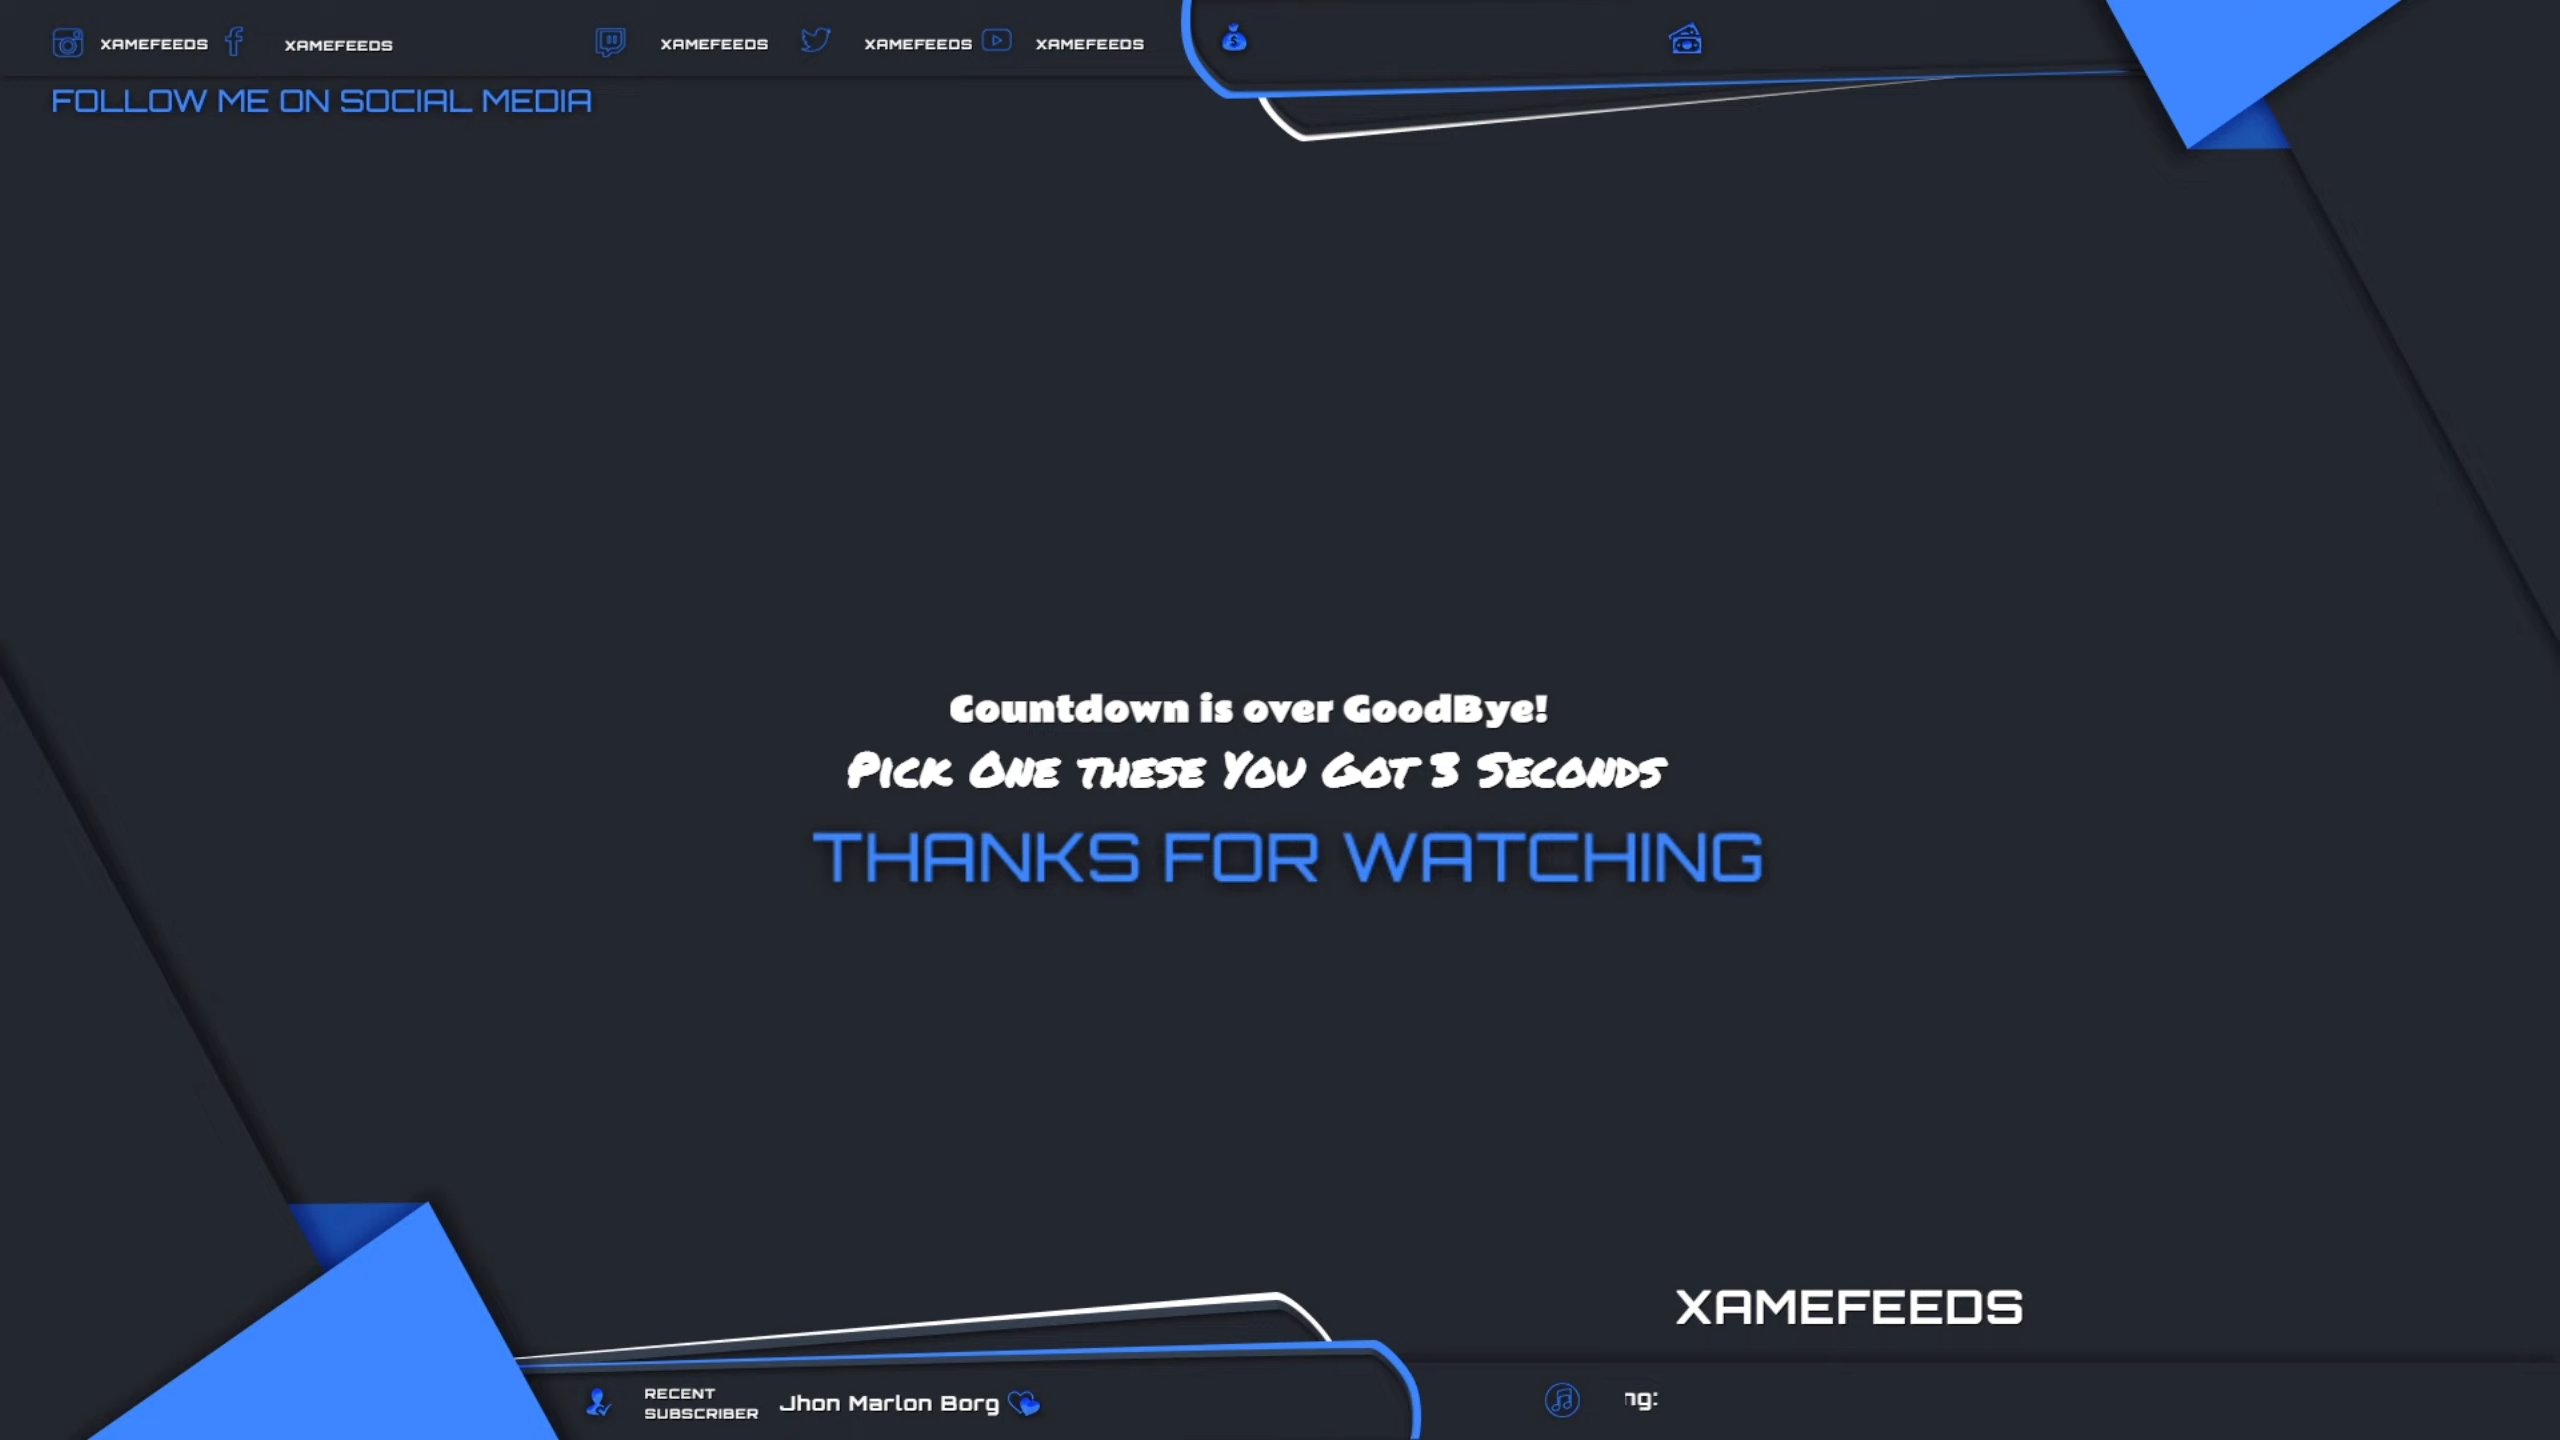 XAMEFEEDS XAMEFEEDS XAMEFEEDS XAMEFEEDS XAMEFEEDS
FOLLOW ME ON SOCIAL MEDIA
Countdown is over GoodBye!
Pick One these You Got 3 Seconds
THANKS FOR WATCHING
XAMEFEEDS
RECENT
SUBSCRIBER
Jhon Marlon Borg
ng: